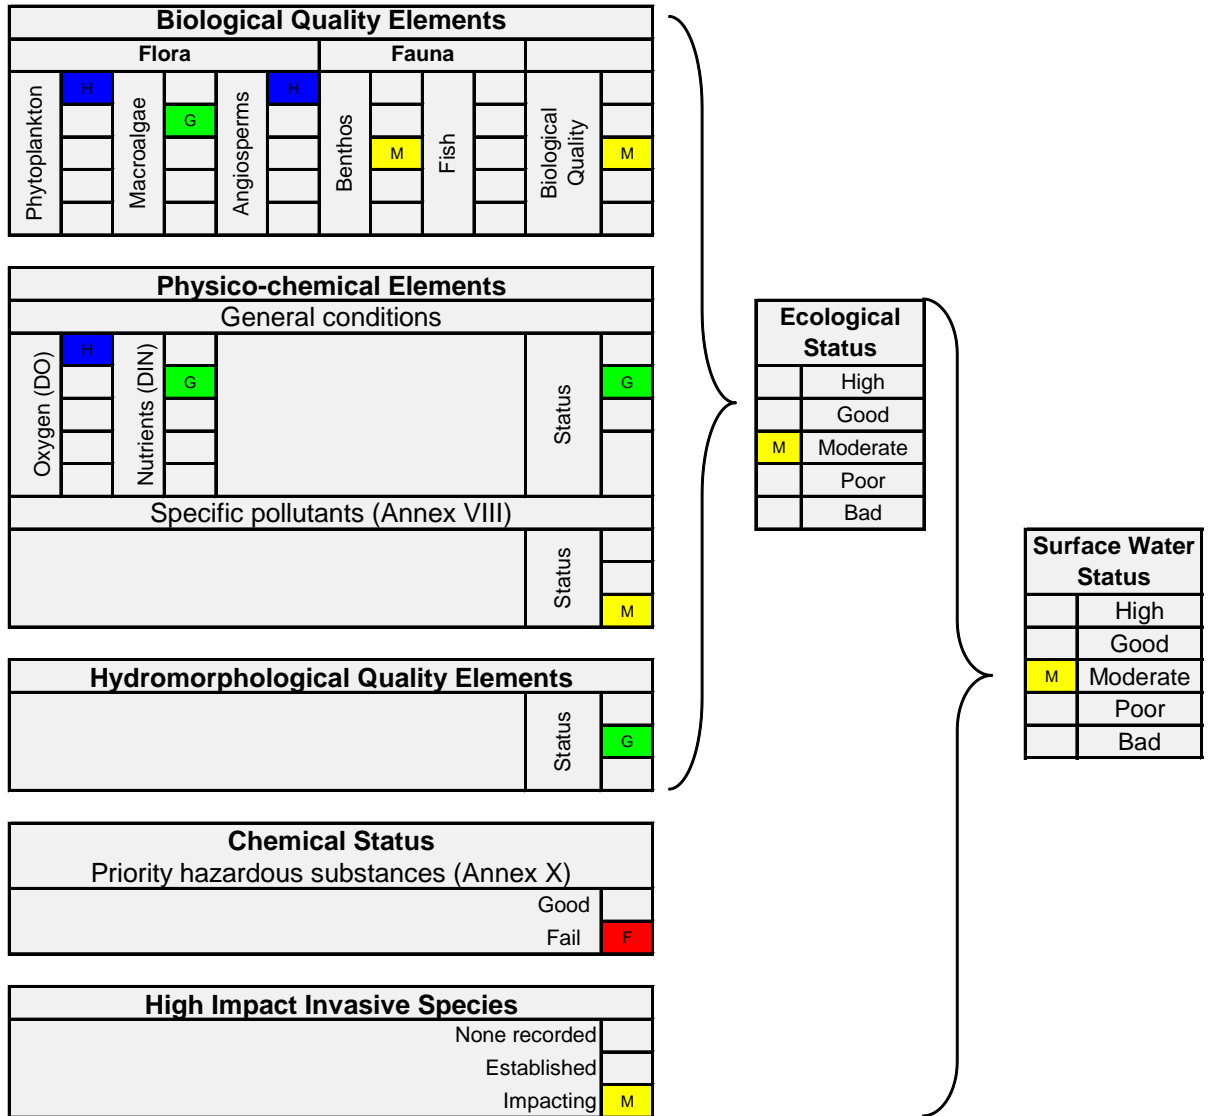 Biological Quality Elements
Flora
Fauna
Phytoplankton
H
Macroalgae
G
Angiosperms
H
Benthos
M
Fish
Biological
Quality
M
Physico-chemical Elements
General conditions
Oxygen (DO)
H
Nutrients (DIN)
G
Status
G
Specific pollutants (Annex VIII)
Status
M
Hydromorphological Quality Elements
Status
G
Chemical Status
Priority hazardous substances (Annex X)
Good
Fail F
High Impact Invasive Species
None recorded
Established
Impacting M
Ecological
Status
High
Good
M Moderate
Poor
Bad
Surface Water
Status
High
Good
M Moderate
Poor
Bad